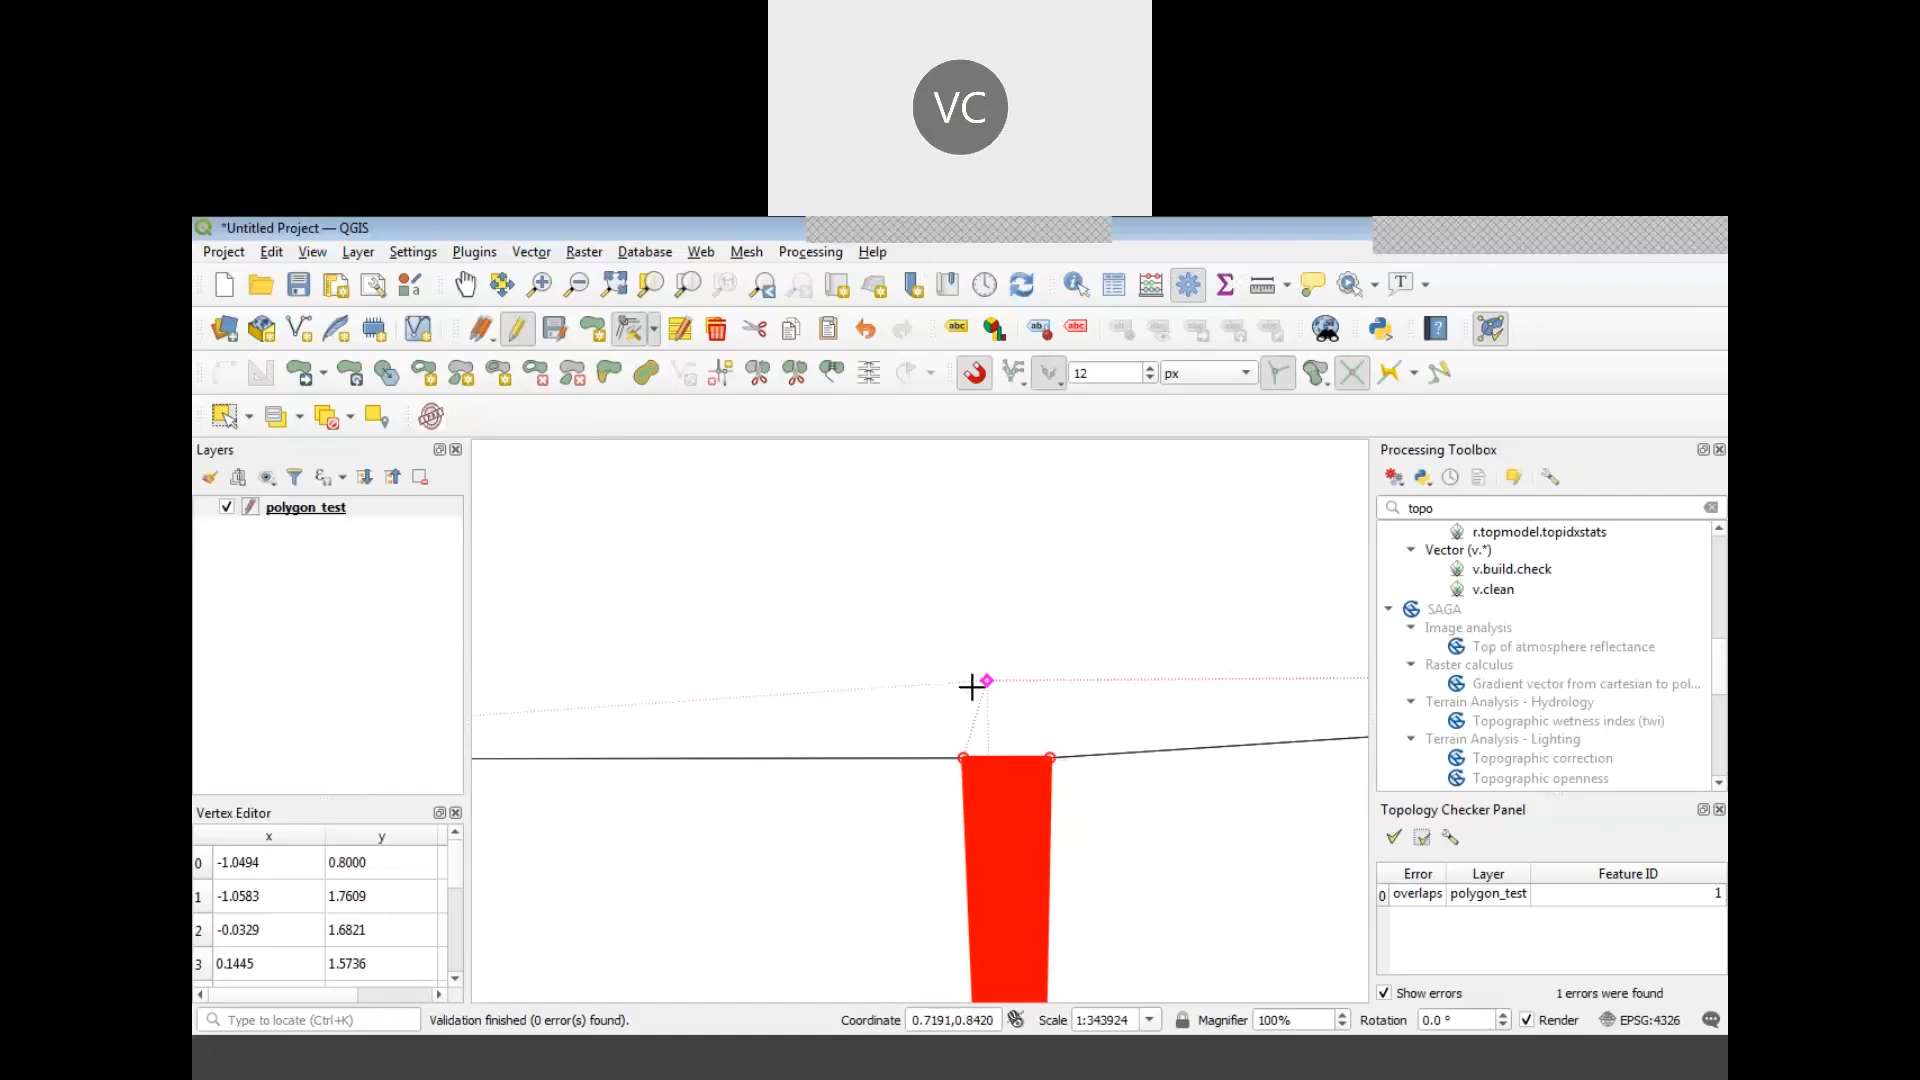 VC
*Untitled Project — QGIS
Project Edit View Layer Settings Plugins Vector Raster Database Web Mesh Processing Help
abc abc abc
12 px
Layers
polygon_test
Vertex Editor
x y
0 -1.0494 0.8000
1 -1.0583 1.7609
2 -0.0329 1.6821
3 0.1445 1.5736
Processing Toolbox
topo
r.topmodel.topidxstats
Vector (v.*)
v.build.check
v.clean
SAGA
Image analysis
Top of atmosphere reflectance
Raster calculus
Gradient vector from cartesian to pol...
Terrain Analysis - Hydrology
Topographic wetness index (twi)
Terrain Analysis - Lighting
Topographic correction
Topographic openness
Topology Checker Panel
Error Layer Feature ID
0 overlaps polygon_test 1
Show errors 1 errors were found
Type to locate (Ctrl+K) Validation finished (0 error(s) found). Coordinate 0.7191,0.8420 Scale 1:343924 Magnifier 100% Rotation 0.0 ° Render EPSG:4326